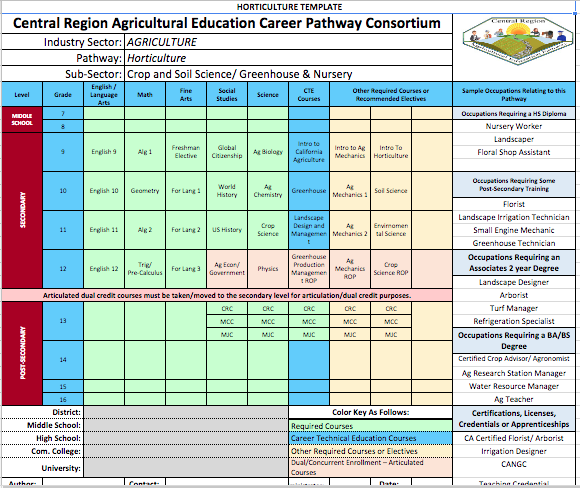 HORTICULTURE TEMPLATE
Central Region Agricultural Education Career Pathway Consortium
Central Region
Industry Sector: AGRICULTURE
Pathway: Horticulture
Sub-Sector: Crop and Soil Science/ Greenhouse & Nursery
Level
Grade
English /
Language
Arts
Math
Fine
Arts
Social
Studies
Science
CTE
Courses
Other Required Courses or
Recommended Electives
Sample Occupations Relating to this
Pathway
MIDDLE
SCHOOL
7
8
Occupations Requiring a HS Diploma
Nursery Worker
Landscaper
Floral Shop Assistant
SECONDARY
9
English 9
Alg 1
Freshman
Elective
Global
Citizenship
Ag Biology
Intro to
California
Agriculture
Intro to Ag
Mechanics
Intro To
Horticulture
10
English 10
Geometry
For Lang 1
World
History
Ag
Chemistry
Greenhouse
Ag
Mechanics 1
Soil Science
Occupations Requiring Some
Post-Secondary Training
Florist
Landscape Irrigation Technician
Small Engine Mechanic
Greenhouse Technician
11
English 11
Alg 2
For Lang 2
US History
Crop
Science
Landscape
Design and
Managemen
t
Ag
Mechanics 2
Envirnomen
tal Science
12
English 12
Trig/
Pre-Calculus
For Lang 3
Ag Econ/
Government
Physics
Greenhouse
Production
Managemen
t ROP
Ag
Mechanics
ROP
Crop
Science ROP
Occupations Requiring an
Associates 2 year Degree
Landscape Designer
Arborist
Turf Manager
Refrigeration Specialist
Articulated dual credit courses must be taken/moved to the secondary level for articulation/dual credit purposes.
POST-SECONDARY
13
CRC CRC CRC CRC CRC
MCC MCC MCC MCC MCC
MJC MJC MJC MJC MJC
14
15
16
Occupations Requiring a BA/BS
Degree
Certified Crop Advisor/ Agronomist
Ag Research Station Manager
Water Resource Manager
Ag Teacher
District:
Middle School:
High School:
Com. College:
University:
Color Key As Follows:
Required Courses
Career Technical Education Courses
Other Required Courses or Electives
Dual/Concurrent Enrollment – Articulated
Courses
Certifications, Licenses,
Credentials or Apprenticeships
CA Certified Florist/ Arborist
Irrigation Designer
CANGC
Teaching Credential
Author:
Contact:
Date: